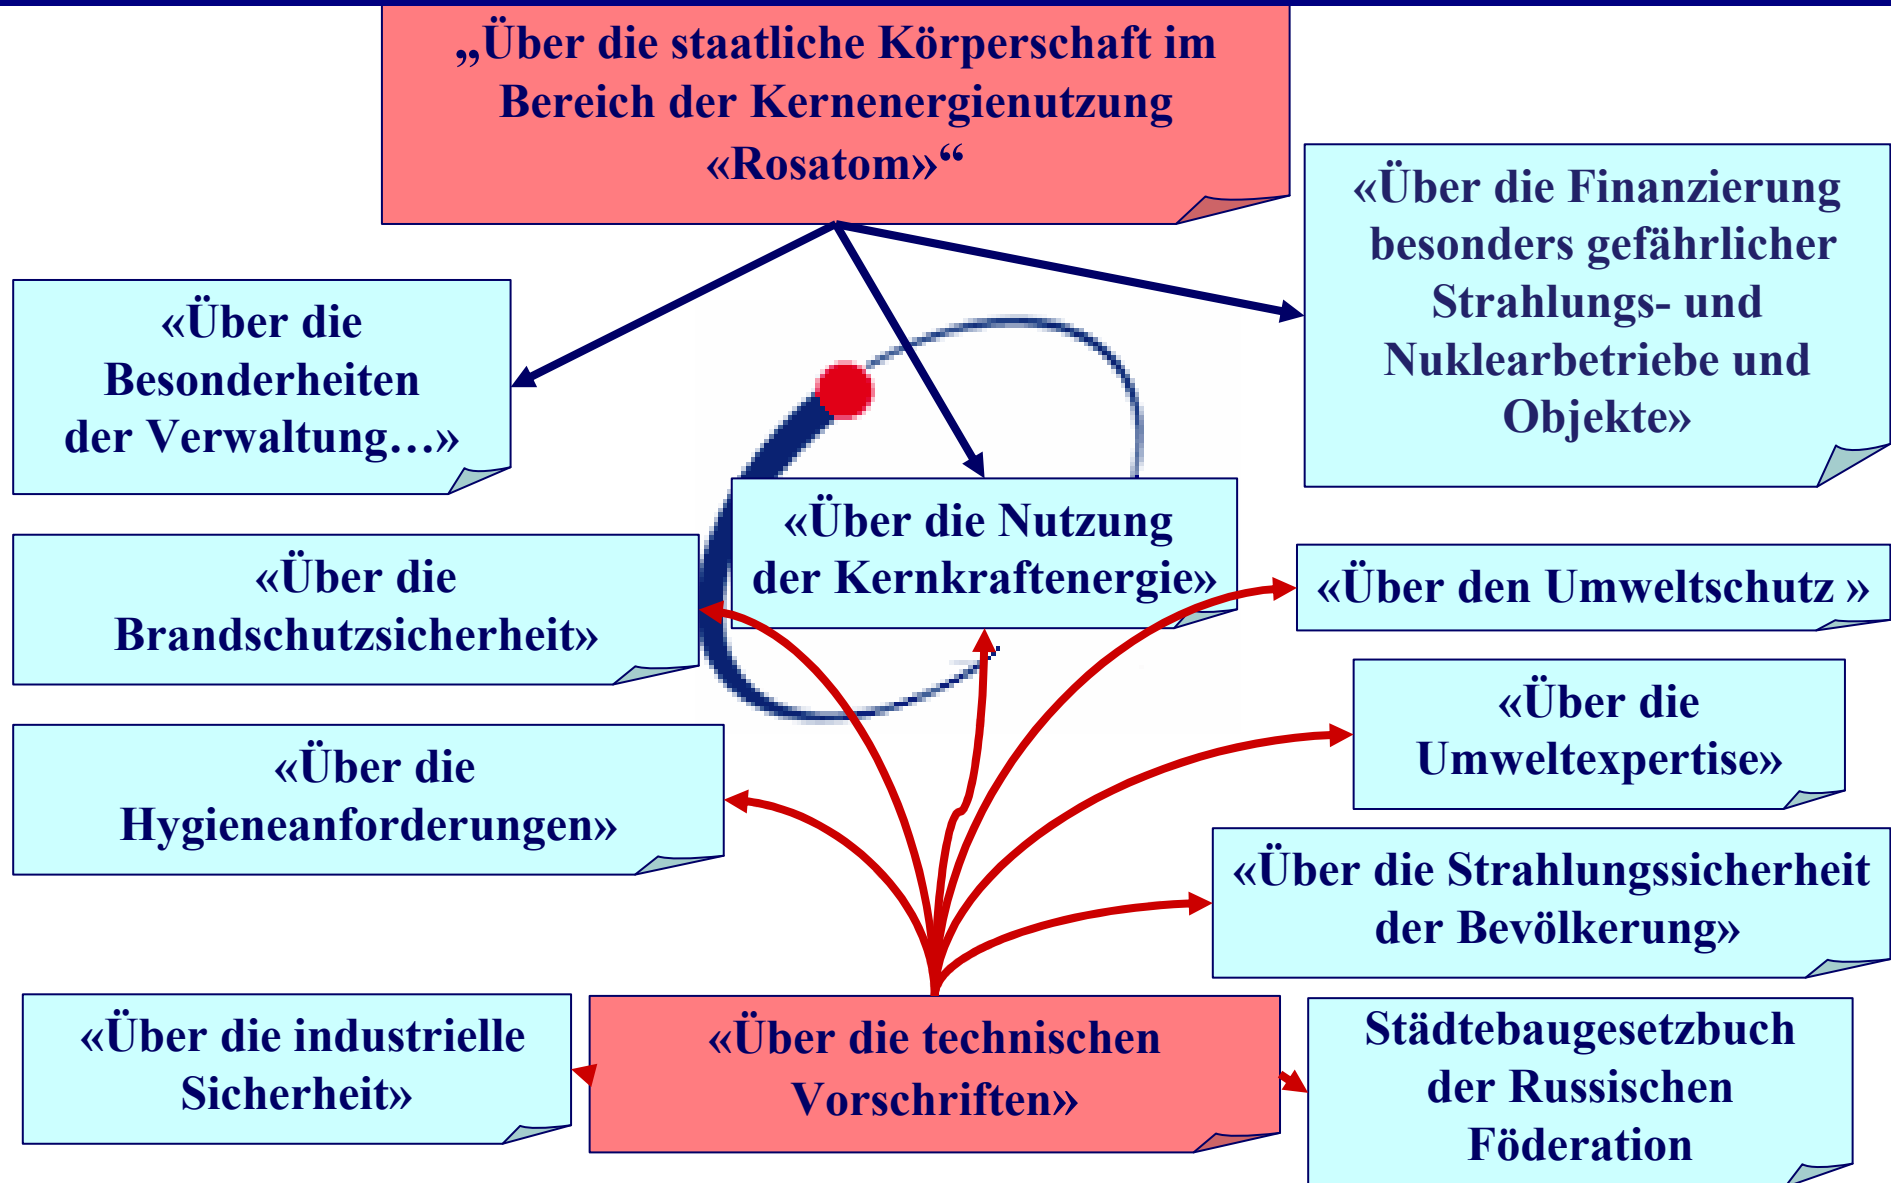 „Über die staatliche Körperschaft im
Bereich der Kernenergienutzung
«Rosatom»“
«Über die Finanzierung
besonders gefährlicher
Strahlungs- und
Nuklearbetriebe und
Objekte»
«Über die
Besonderheiten
der Verwaltung…»
«Über die Nutzung
der Kernkraftenergie»
«Über die
Brandschutzsicherheit»
«Über den Umweltschutz »
«Über die
Umweltexpertise»
«Über die
Hygieneanforderungen»
«Über die Strahlungssicherheit
der Bevölkerung»
«Über die industrielle
Sicherheit»
«Über die technischen
Vorschriften»
Städtebaugesetzbuch
der Russischen
Föderation